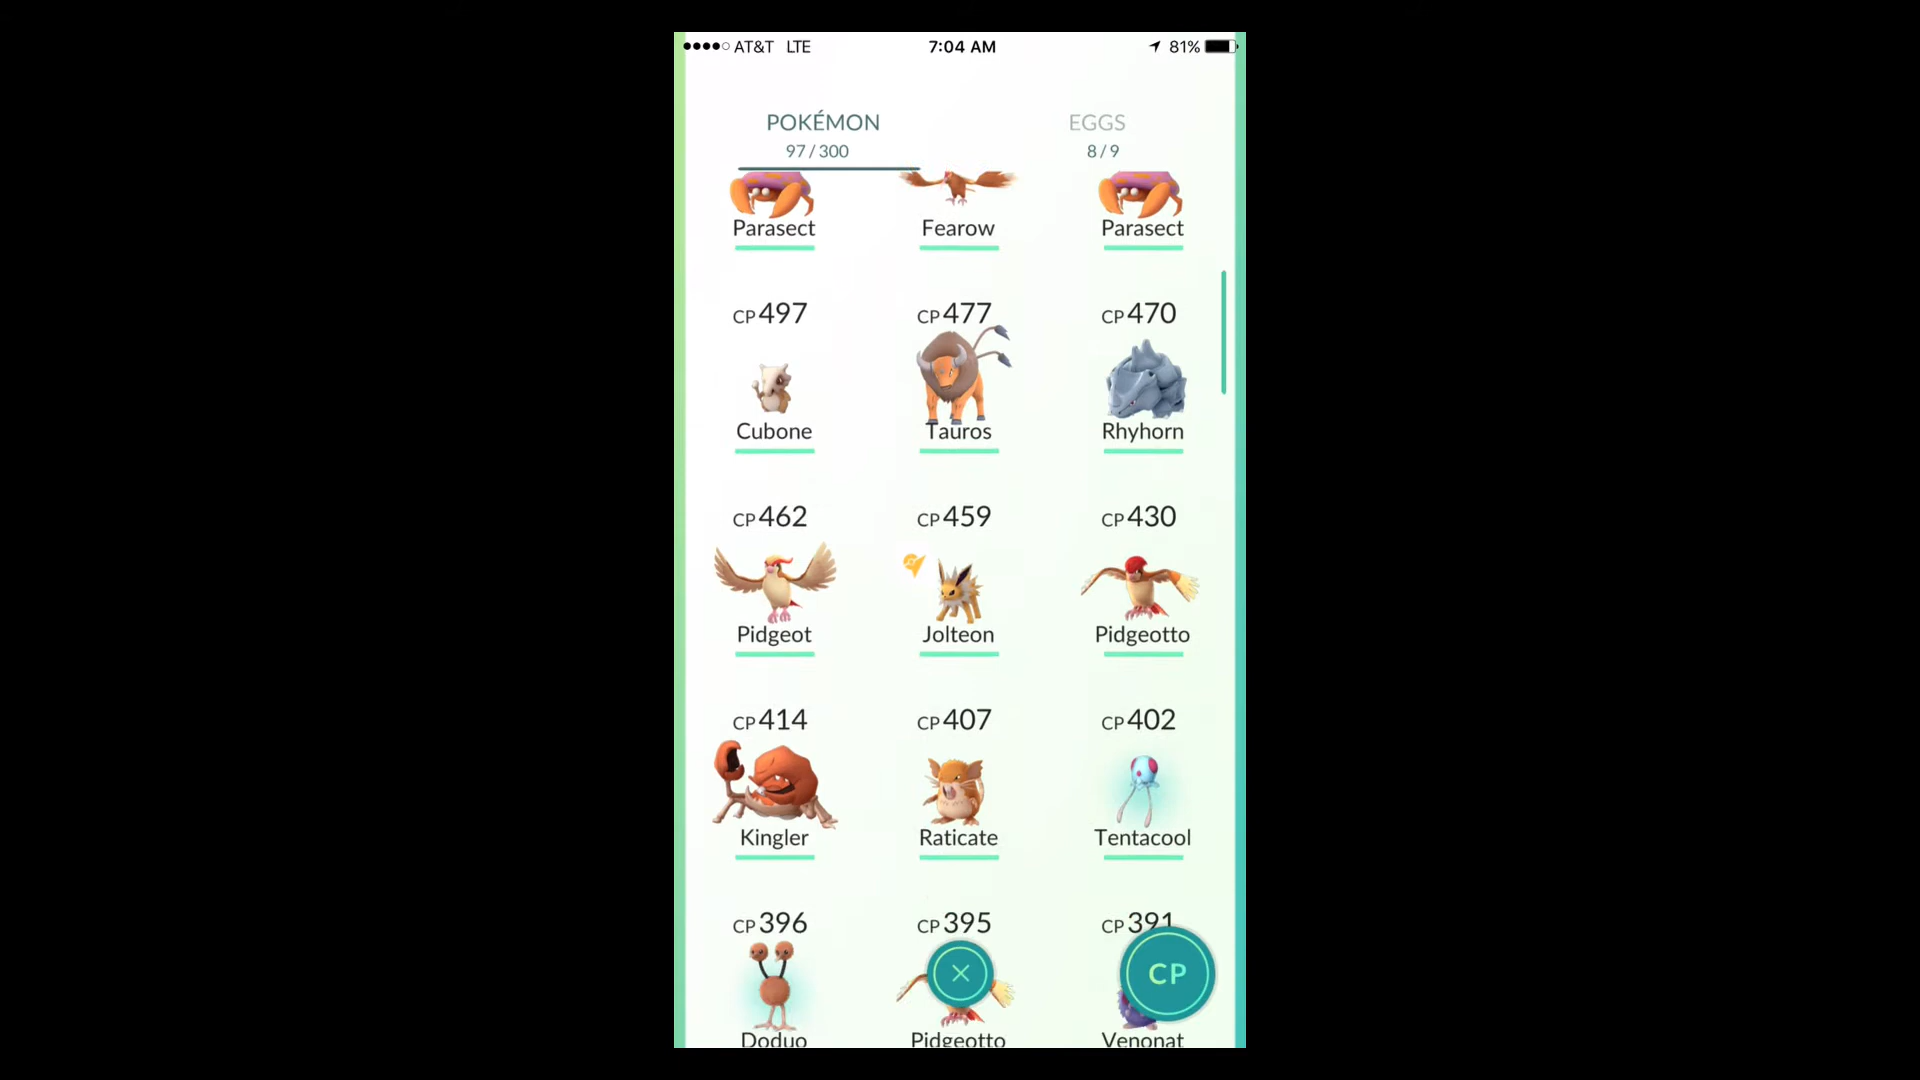 AT&T LTE 7:04 AM 81%
POKÉMON EGGS
97/300 8/9
Parasect Fearow Parasect
CP497 CP477 CP470
Cubone Tauros Rhyhorn
CP462 CP459 CP430
Pidgeot Jolteon Pidgeotto
CP414 CP407 CP402
Kingler Raticate Tentacool
CP396 CP395 CP391
CP
Doduo Pidgeotto Venonat